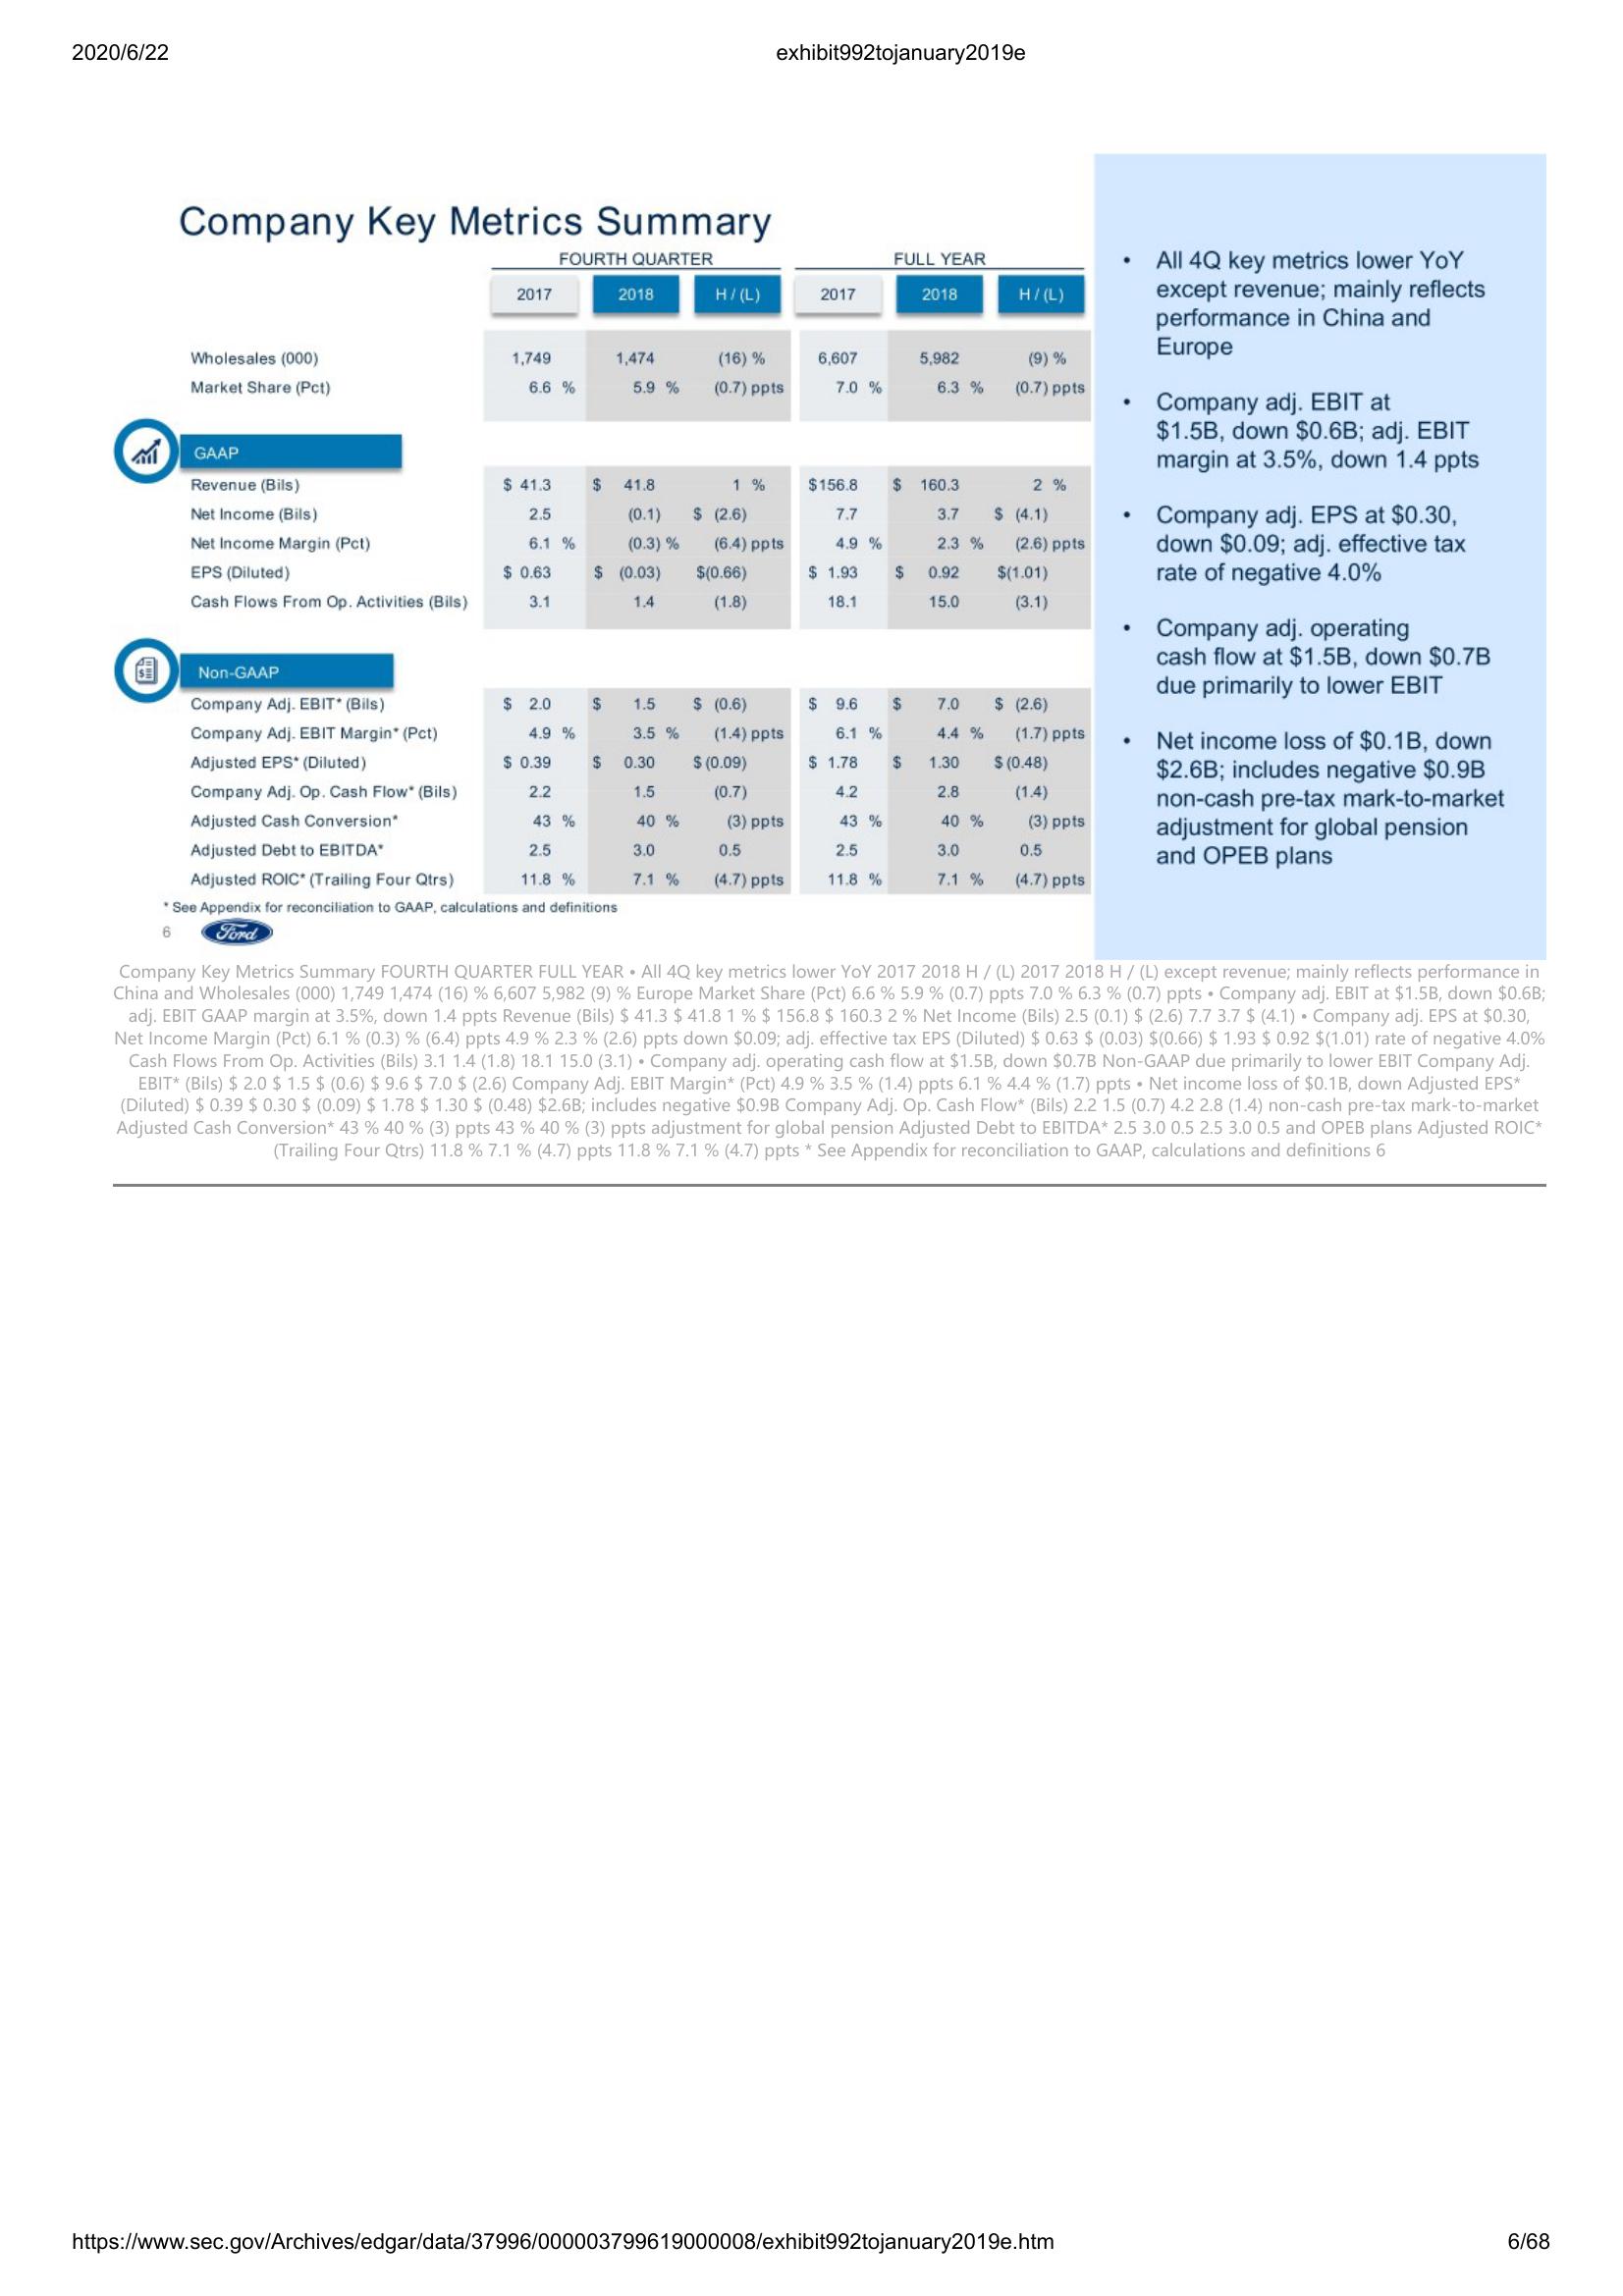 2020/6/22 exhibit992tojanuary2019e
Company Key Metrics Summary
FOURTH QUARTER FULL YEAR
2017 2018 H / (L) 2017 2018 H / (L)
Wholesales (000) 1,749 1,474 (16) % 6,607 5,982 (9) %
Market Share (Pct) 6.6 % 5.9 % (0.7) ppts 7.0 % 6.3 % (0.7) ppts
GAAP
Revenue (Bils) $ 41.3 $ 41.8 1 % $156.8 $ 160.3 2 %
Net Income (Bils) 2.5 (0.1) $ (2.6) 7.7 3.7 $ (4.1)
Net Income Margin (Pct) 6.1 % (0.3) % (6.4) ppts 4.9 % 2.3 % (2.6) ppts
EPS (Diluted) $ 0.63 $ (0.03) $(0.66) $ 1.93 $ 0.92 $(1.01)
Cash Flows From Op. Activities (Bils) 3.1 1.4 (1.8) 18.1 15.0 (3.1)
Non-GAAP
Company Adj. EBIT* (Bils) $ 2.0 $ 1.5 $ (0.6) $ 9.6 $ 7.0 $ (2.6)
Company Adj. EBIT Margin* (Pct) 4.9 % 3.5 % (1.4) ppts 6.1 % 4.4 % (1.7) ppts
Adjusted EPS* (Diluted) $ 0.39 $ 0.30 $ (0.09) $ 1.78 $ 1.30 $ (0.48)
Company Adj. Op. Cash Flow* (Bils) 2.2 1.5 (0.7) 4.2 2.8 (1.4)
Adjusted Cash Conversion* 43 % 40 % (3) ppts 43 % 40 % (3) ppts
Adjusted Debt to EBITDA* 2.5 3.0 0.5 2.5 3.0 0.5
Adjusted ROIC* (Trailing Four Qtrs) 11.8 % 7.1 % (4.7) ppts 11.8 % 7.1 % (4.7) ppts
* See Appendix for reconciliation to GAAP, calculations and definitions
6 Ford
• All 4Q key metrics lower YoY
except revenue; mainly reflects
performance in China and
Europe
• Company adj. EBIT at
$1.5B, down $0.6B; adj. EBIT
margin at 3.5%, down 1.4 ppts
• Company adj. EPS at $0.30,
down $0.09; adj. effective tax
rate of negative 4.0%
• Company adj. operating
cash flow at $1.5B, down $0.7B
due primarily to lower EBIT
• Net income loss of $0.1B, down
$2.6B; includes negative $0.9B
non-cash pre-tax mark-to-market
adjustment for global pension
and OPEB plans
Company Key Metrics Summary FOURTH QUARTER FULL YEAR • All 4Q key metrics lower YoY 2017 2018 H / (L) 2017 2018 H / (L) except revenue; mainly reflects performance in
China and Wholesales (000) 1,749 1,474 (16) % 6,607 5,982 (9) % Europe Market Share (Pct) 6.6 % 5.9 % (0.7) ppts 7.0 % 6.3 % (0.7) ppts • Company adj. EBIT at $1.5B, down $0.6B;
adj. EBIT GAAP margin at 3.5%, down 1.4 ppts Revenue (Bils) $ 41.3 $ 41.8 1 % $ 156.8 $ 160.3 2 % Net Income (Bils) 2.5 (0.1) $ (2.6) 7.7 3.7 $ (4.1) • Company adj. EPS at $0.30,
Net Income Margin (Pct) 6.1 % (0.3) % (6.4) ppts 4.9 % 2.3 % (2.6) ppts down $0.09; adj. effective tax EPS (Diluted) $ 0.63 $ (0.03) $(0.66) $ 1.93 $ 0.92 $(1.01) rate of negative 4.0%
Cash Flows From Op. Activities (Bils) 3.1 1.4 (1.8) 18.1 15.0 (3.1) • Company adj. operating cash flow at $1.5B, down $0.7B Non-GAAP due primarily to lower EBIT Company Adj.
EBIT* (Bils) $ 2.0 $ 1.5 $ (0.6) $ 9.6 $ 7.0 $ (2.6) Company Adj. EBIT Margin* (Pct) 4.9 % 3.5 % (1.4) ppts 6.1 % 4.4 % (1.7) ppts • Net income loss of $0.1B, down Adjusted EPS*
(Diluted) $ 0.39 $ 0.30 $ (0.09) $ 1.78 $ 1.30 $ (0.48) $2.6B; includes negative $0.9B Company Adj. Op. Cash Flow* (Bils) 2.2 1.5 (0.7) 4.2 2.8 (1.4) non-cash pre-tax mark-to-market
Adjusted Cash Conversion* 43 % 40 % (3) ppts 43 % 40 % (3) ppts adjustment for global pension Adjusted Debt to EBITDA* 2.5 3.0 0.5 2.5 3.0 0.5 and OPEB plans Adjusted ROIC*
(Trailing Four Qtrs) 11.8 % 7.1 % (4.7) ppts 11.8 % 7.1 % (4.7) ppts * See Appendix for reconciliation to GAAP, calculations and definitions 6
https://www.sec.gov/Archives/edgar/data/37996/000003799619000008/exhibit992tojanuary2019e.htm 6/68